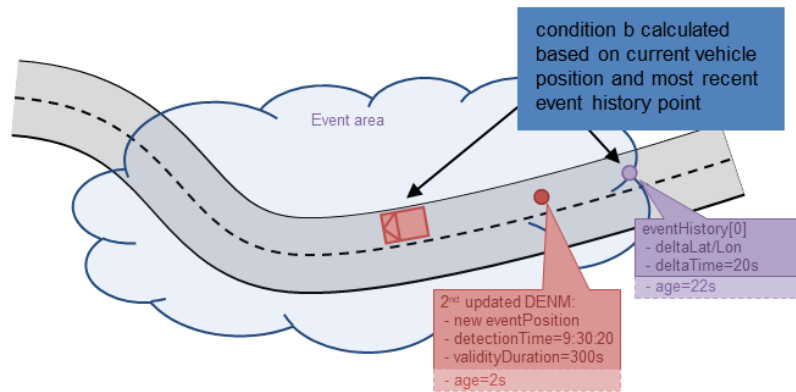 condition b calculated
based on current vehicle
position and most recent
event history point
Event area
eventHistory[0]
- deltaLat/Lon
- deltaTime=20s
- age=22s
2nd updated DENM:
- new eventPosition
- detectionTime=9:30:20
- validityDuration=300s
- age=2s